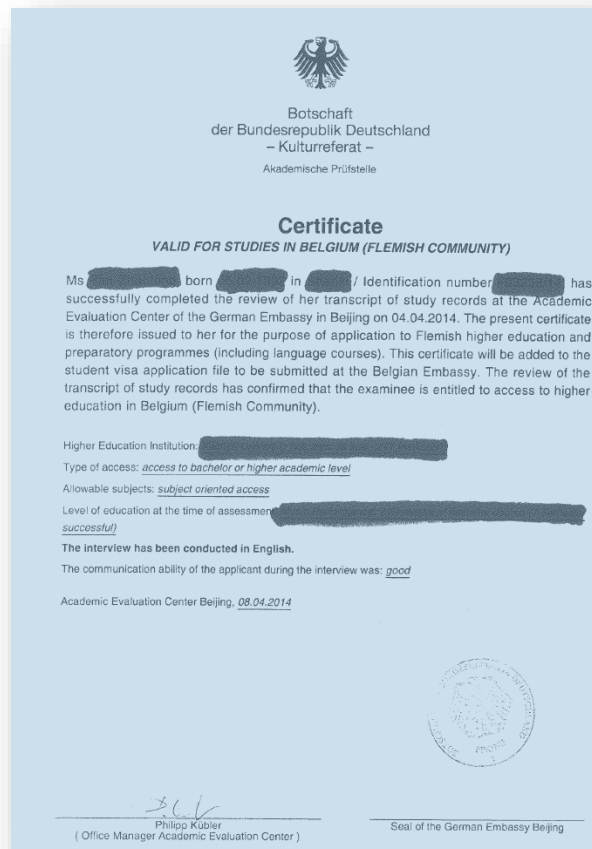 Botschaft
der Bundesrepublik Deutschland
– Kulturreferat –
Akademische Prüfstelle
Certificate
VALID FOR STUDIES IN BELGIUM (FLEMISH COMMUNITY)
Ms born in / Identification number has
successfully completed the review of her transcript of study records at the Academic
Evaluation Center of the German Embassy in Beijing on 04.04.2014. The present certificate
is therefore issued to her for the purpose of application to Flemish higher education and
preparatory programmes (including language courses). This certificate will be added to the
student visa application file to be submitted at the Belgian Embassy. The review of the
transcript of study records has confirmed that the examinee is entitled to access to higher
education in Belgium (Flemish Community).
Higher Education Institution:
Type of access: access to bachelor or higher academic level
Allowable subjects: subject oriented access
Level of education at the time of assessment
successful)
The interview has been conducted in English.
The communication ability of the applicant during the interview was: good
Academic Evaluation Center Beijing, 08.04.2014
Philipp Kübler
( Office Manager Academic Evaluation Center )
Seal of the German Embassy Beijing